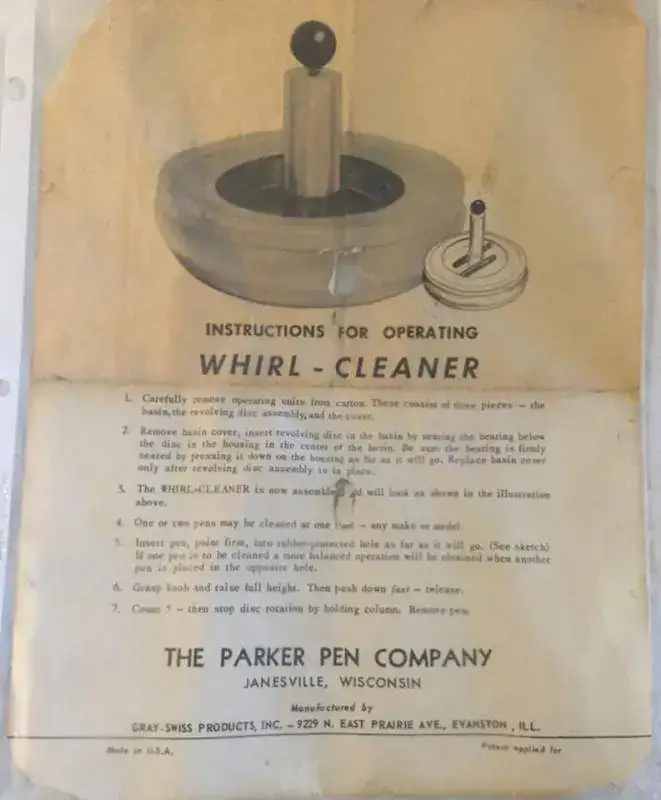 INSTRUCTIONS FOR OPERATING
WHIRL - CLEANER
1. Carefully remove operating units from carton. These consist of three pieces – the
basin, the revolving disc assembly, and the cover.
2. Remove basin cover, insert revolving disc in the basin by seating the bearing below
the disc in the housing in the center of the basin. Be sure the bearing is firmly
seated by pressing it down on the housing as far as it will go. Replace basin cover
only after revolving disc assembly is in place.
3. The WHIRL-CLEANER is now assembled and will look as shown in the illustration
above.
4. One or two pens may be cleaned at one time – any make or model.
5. Insert pen, point first, into rubber-protected hole as far as it will go. (See sketch)
If one pen is to be cleaned a more balanced operation will be obtained when another
pen is placed in the opposite hole.
6. Grasp knob and raise full height. Then push down fast – release.
7. Count 5 – then stop disc rotation by holding column. Remove pen.
THE PARKER PEN COMPANY
JANESVILLE, WISCONSIN
Manufactured by
GRAY-SWISS PRODUCTS, INC. – 9229 N. EAST PRAIRIE AVE., EVANSTON, ILL.
Made in U.S.A.
Patent applied for